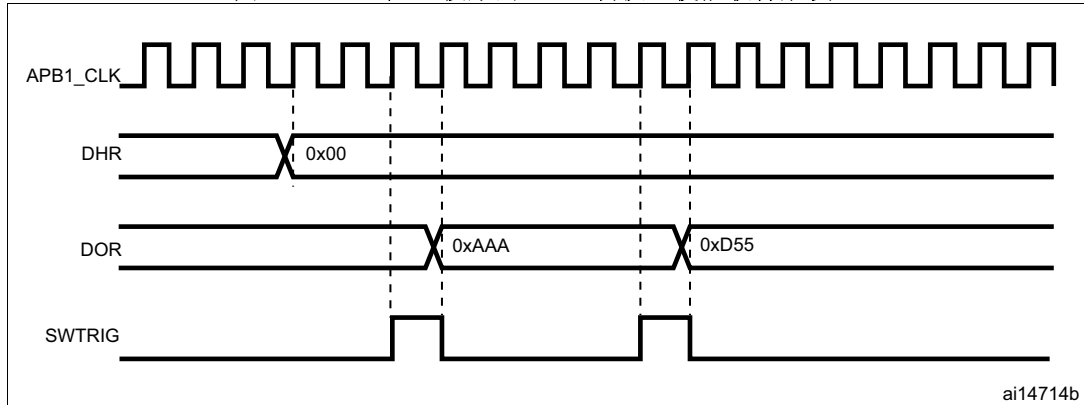 APB1_CLK
DHR
0x00
DOR
0xAAA
0xD55
SWTRIG
ai14714b